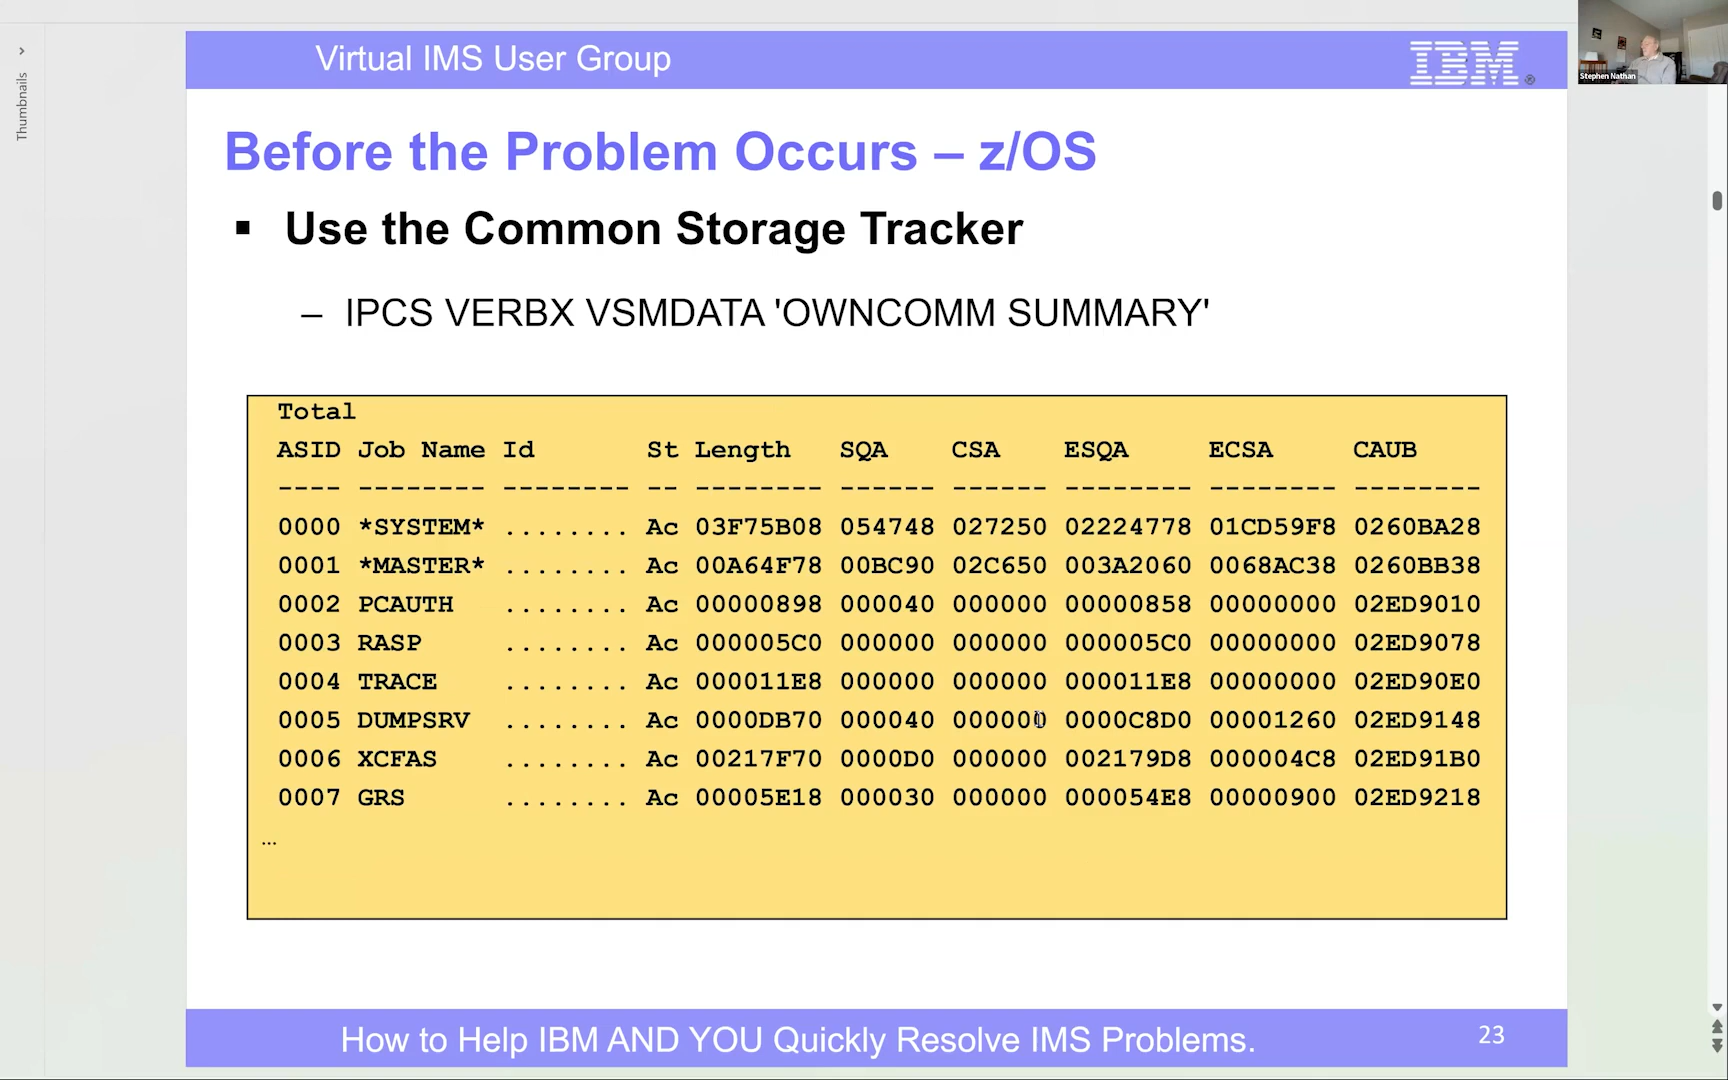 Thumbnails
Virtual IMS User Group
IBM®
Stephen Nathan
Before the Problem Occurs – z/OS
▪ Use the Common Storage Tracker
– IPCS VERBX VSMDATA 'OWNCOMM SUMMARY'
Total
ASID Job Name Id St Length SQA CSA ESQA ECSA CAUB
---- -------- -------- -- -------- ------ ------ -------- -------- --------
0000 *SYSTEM* ........ Ac 03F75B08 054748 027250 02224778 01CD59F8 0260BA28
0001 *MASTER* ........ Ac 00A64F78 00BC90 02C650 003A2060 0068AC38 0260BB38
0002 PCAUTH ........ Ac 00000898 000040 000000 00000858 00000000 02ED9010
0003 RASP ........ Ac 000005C0 000000 000000 000005C0 00000000 02ED9078
0004 TRACE ........ Ac 000011E8 000000 000000 000011E8 00000000 02ED90E0
0005 DUMPSRV ........ Ac 0000DB70 000040 000000 0000C8D0 00001260 02ED9148
0006 XCFAS ........ Ac 00217F70 0000D0 000000 002179D8 000004C8 02ED91B0
0007 GRS ........ Ac 00005E18 000030 000000 000054E8 00000900 02ED9218
...
How to Help IBM AND YOU Quickly Resolve IMS Problems.
23